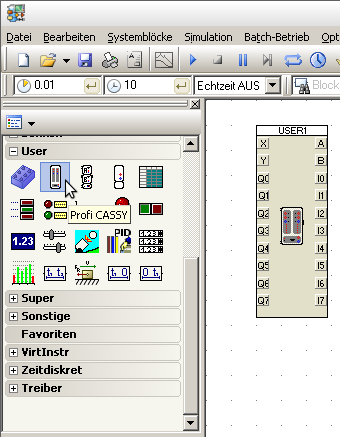 Datei Bearbeiten Systemblöcke Simulation Batch-Betrieb Opt
0.01 10 Echtzeit AUS Block
User
Profi CASSY
1.23
PID
Super
Sonstige
Favoriten
VirtInstr
Zeitdiskret
Treiber
USER1
X A
Y B
Q0 I0
Q1 I1
Q2 I2
Q3 I3
Q4 I4
Q5 I5
Q6 I6
Q7 I7